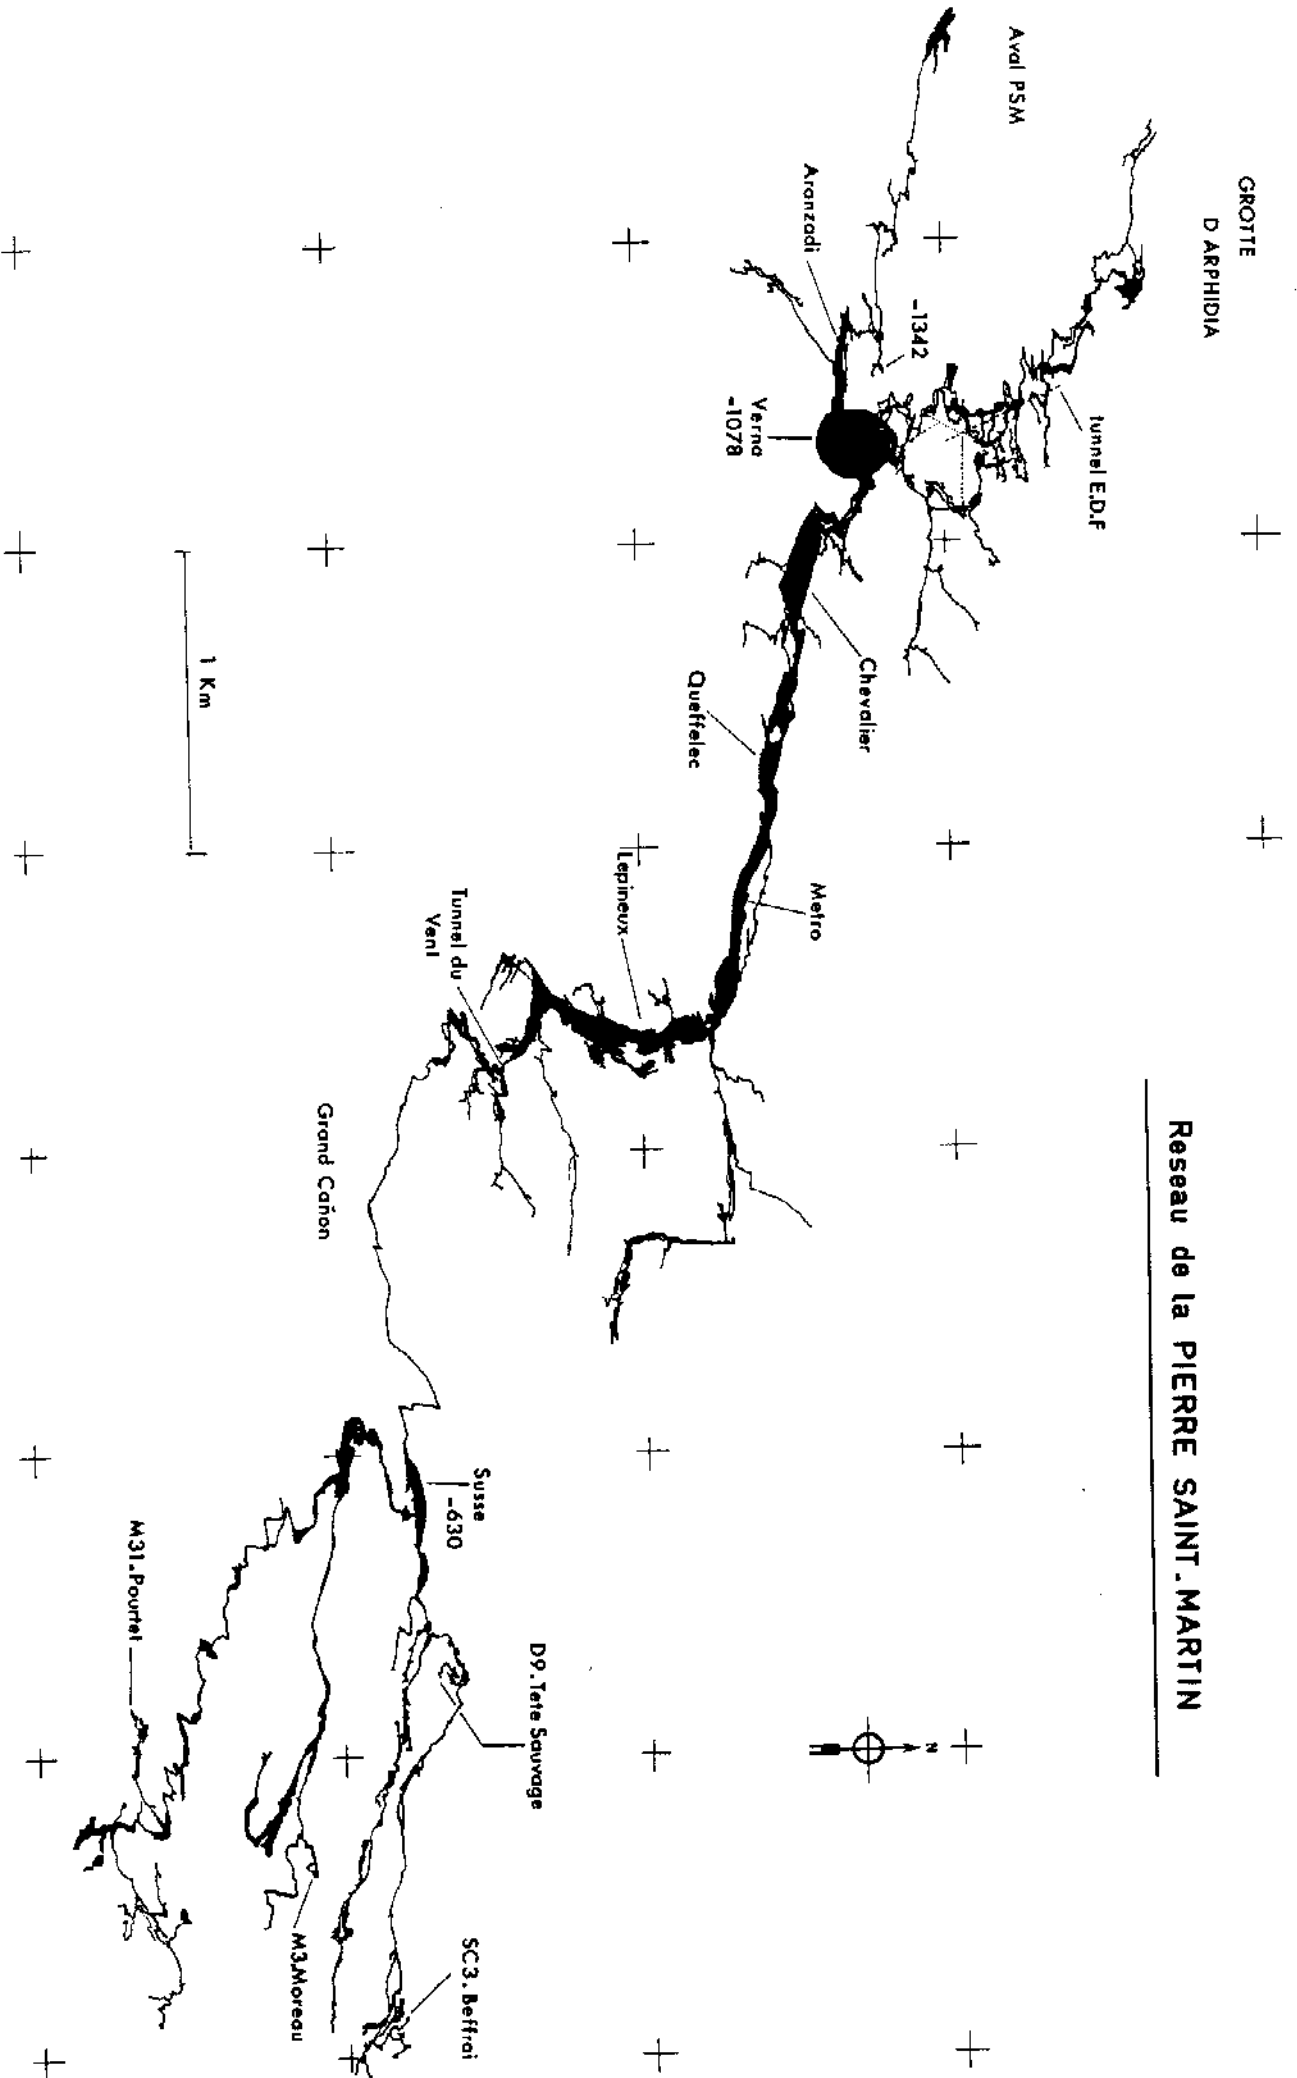 Reseau de la PIERRE SAINT-MARTIN
GROTTE
D ARPHIDIA
Aval PSM
tunnel E.D.F
-1342
Aranzadi
Verna
-1078
Chevalier
Queffelec
Metro
Lepineux
Tunnel du
Vent
Grand Cañon
1 Km
N
Susse
-630
D9.Tete Sauvage
SC3.Beffroi
M3.Moreau
M31.Pourtet